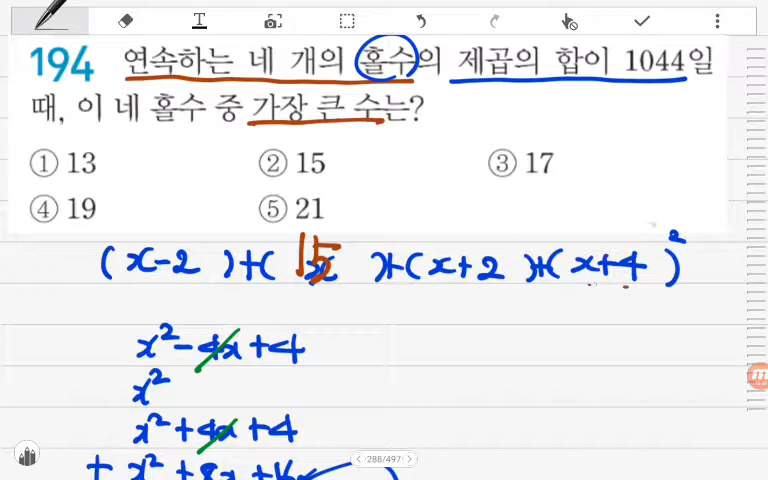 194 연속하는 네 개의 홀수의 제곱의 합이 1044일
때, 이 네 홀수 중 가장 큰 수는?
① 13 ② 15 ③ 17
④ 19 ⑤ 21
(x-2 )+( 15 )+(x+2 )+(x+4 )²
x²-4x+4
x²
x²+4x+4
+ x²+8x+16
288/497